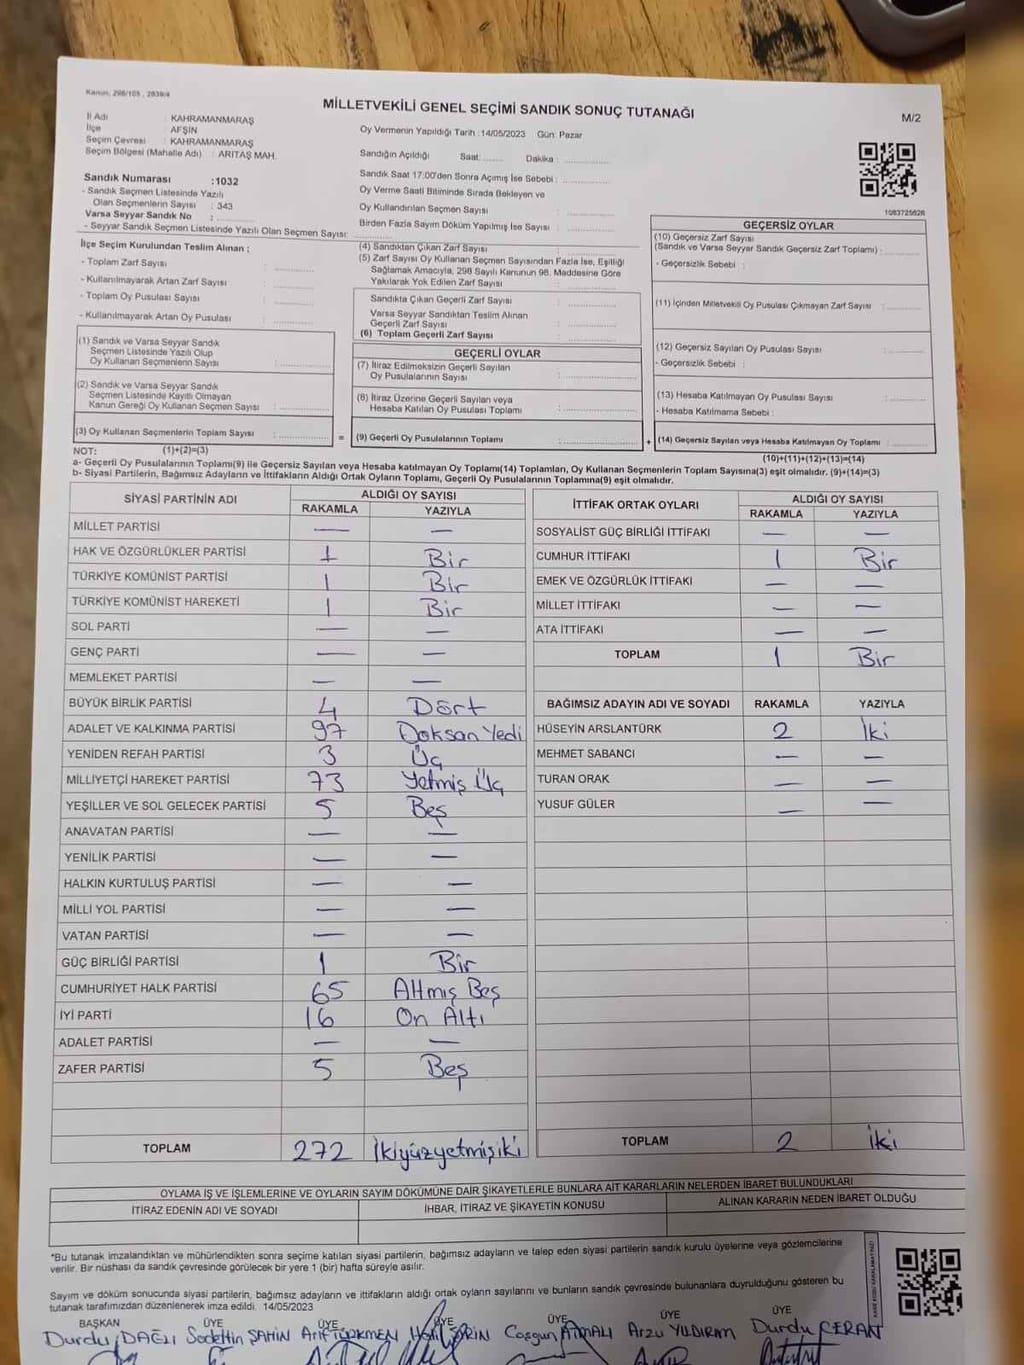 Kanun, 298/105 , 2839/4
MİLLETVEKİLİ GENEL SEÇİMİ SANDIK SONUÇ TUTANAĞI
M/2
İl Adı : KAHRAMANMARAŞ
İlçe : AFŞİN
Seçim Çevresi : KAHRAMANMARAŞ
Seçim Bölgesi (Mahalle Adı) : ARITAŞ MAH.
Sandık Numarası :1032
- Sandık Seçmen Listesinde Yazılı
Olan Seçmenlerin Sayısı : 343
Varsa Seyyar Sandık No :
- Seyyar Sandık Seçmen Listesinde Yazılı Olan Seçmen Sayısı:
İlçe Seçim Kurulundan Teslim Alınan ;
- Toplam Zarf Sayısı :
- Kullanılmayarak Artan Zarf Sayısı :
- Toplam Oy Pusulası Sayısı :
- Kullanılmayarak Artan Oy Pusulası :
(1) Sandık ve Varsa Seyyar Sandık
Seçmen Listesinde Yazılı Olup
Oy Kullanan Seçmenlerin Sayısı :
(2) Sandık ve Varsa Seyyar Sandık
Seçmen Listesinde Kayıtlı Olmayan
Kanun Gereği Oy Kullanan Seçmen Sayısı :
(3) Oy Kullanan Seçmenlerin Toplam Sayısı :
Oy Vermenin Yapıldığı Tarih :14/05/2023 Gün: Pazar
Sandığın Açıldığı Saat: Dakika :
Sandık Saat 17.00'den Sonra Açımış İse Sebebi :
Oy Verme Saati Bitiminde Sırada Bekleyen ve
Oy Kullandırılan Seçmen Sayısı :
Birden Fazla Sayım Döküm Yapılmış İse Sayısı :
(4) Sandıktan Çıkan Zarf Sayısı :
(5) Zarf Sayısı Oy Kullanan Seçmen Sayısından Fazla İse, Eşitliği
Sağlamak Amacıyla, 298 Sayılı Kanunun 98. Maddesine Göre
Yakılarak Yok Edilen Zarf Sayısı :
Sandıkta Çıkan Geçerli Zarf Sayısı :
Varsa Seyyar Sandıktan Teslim Alınan
Geçerli Zarf Sayısı :
(6) Toplam Geçerli Zarf Sayısı :
GEÇERLİ OYLAR
(7) İtiraz Edilmeksizin Geçerli Sayılan
Oy Pusulalarının Sayısı :
(8) İtiraz Üzerine Geçerli Sayılan veya
Hesaba Katılan Oy Pusulası Toplamı :
= (9) Geçerli Oy Pusulalarının Toplamı :
1083725626
GEÇERSİZ OYLAR
(10) Geçersiz Zarf Sayısı
(Sandık ve Varsa Seyyar Sandık Geçersiz Zarf Toplamı) :
- Geçersizlik Sebebi :
(11) İçinden Milletvekili Oy Pusulası Çıkmayan Zarf Sayısı :
(12) Geçersiz Sayılan Oy Pusulası Sayısı :
- Geçersizlik Sebebi :
(13) Hesaba Katılmayan Oy Pusulası Sayısı :
- Hesaba Katılmama Sebebi :
+ (14) Geçersiz Sayılan veya Hesaba Katılmayan Oy Toplamı :
NOT: (1)+(2)=(3) (10)+(11)+(12)+(13)=(14)
a- Geçerli Oy Pusulalarının Toplamı(9) ile Geçersiz Sayılan veya Hesaba katılmayan Oy Toplamı(14) Toplamları, Oy Kullanan Seçmenlerin Toplam Sayısına(3) eşit olmalıdır. (9)+(14)=(3)
b- Siyasi Partilerin, Bağımsız Adayların ve İttifakların Aldığı Ortak Oyların Toplamı, Geçerli Oy Pusulalarının Toplamına(9) eşit olmalıdır.
SİYASİ PARTİNİN ADI ALDIĞI OY SAYISI
RAKAMLA YAZIYLA
MİLLET PARTİSİ — —
HAK VE ÖZGÜRLÜKLER PARTİSİ 1 Bir
TÜRKİYE KOMÜNİST PARTİSİ 1 Bir
TÜRKİYE KOMÜNİST HAREKETİ 1 Bir
SOL PARTİ — —
GENÇ PARTİ — —
MEMLEKET PARTİSİ — —
BÜYÜK BİRLİK PARTİSİ 4 Dört
ADALET VE KALKINMA PARTİSİ 97 Doksan Yedi
YENİDEN REFAH PARTİSİ 3 Üç
MİLLİYETÇİ HAREKET PARTİSİ 73 Yetmiş Üç
YEŞİLLER VE SOL GELECEK PARTİSİ 5 Beş
ANAVATAN PARTİSİ — —
YENİLİK PARTİSİ — —
HALKIN KURTULUŞ PARTİSİ — —
MİLLİ YOL PARTİSİ — —
VATAN PARTİSİ — —
GÜÇ BİRLİĞİ PARTİSİ 1 Bir
CUMHURİYET HALK PARTİSİ 65 Altmış Beş
İYİ PARTİ 16 On Altı
ADALET PARTİSİ — —
ZAFER PARTİSİ 5 Beş
TOPLAM 272 İkiyüzyetmişiki
İTTİFAK ORTAK OYLARI ALDIĞI OY SAYISI
RAKAMLA YAZIYLA
SOSYALİST GÜÇ BİRLİĞİ İTTİFAKI — —
CUMHUR İTTİFAKI 1 Bir
EMEK VE ÖZGÜRLÜK İTTİFAKI — —
MİLLET İTTİFAKI — —
ATA İTTİFAKI — —
TOPLAM 1 Bir
BAĞIMSIZ ADAYIN ADI VE SOYADI RAKAMLA YAZIYLA
HÜSEYİN ARSLANTÜRK 2 İki
MEHMET SABANCI — —
TURAN ORAK — —
YUSUF GÜLER — —
TOPLAM 2 İki
OYLAMA İŞ VE İŞLEMLERİNE VE OYLARIN SAYIM DÖKÜMÜNE DAİR ŞİKAYETLERLE BUNLARA AİT KARARLARIN NELERDEN İBARET BULUNDUKLARI
İTİRAZ EDENİN ADI VE SOYADI İHBAR, İTİRAZ VE ŞİKAYETİN KONUSU ALINAN KARARIN NEDEN İBARET OLDUĞU
*Bu tutanak imzalandıktan ve mühürlendikten sonra seçime katılan siyasi partilerin, bağımsız adayların ve talep eden siyasi partilerin sandık kurulu üyelerine veya gözlemcilerine
verilir. Bir nüshası da sandık çevresinde görülecek bir yere 1 (bir) hafta süreyle asılır.
Sayım ve döküm sonucunda siyasi partilerin, bağımsız adayların ve ittifakların aldığı ortak oyların sayılarını ve bunların sandık çevresinde bulunanlara duyrulduğunu gösteren bu
tutanak tarafımızdan düzenlenerek imza edildi. 14/05/2023
BAŞKAN ÜYE ÜYE ÜYE ÜYE ÜYE ÜYE
Durdu DAĞLI Sadettin ŞAHİN Arif TÜRKMEN Arzu YILDIRIM Durdu CERAN